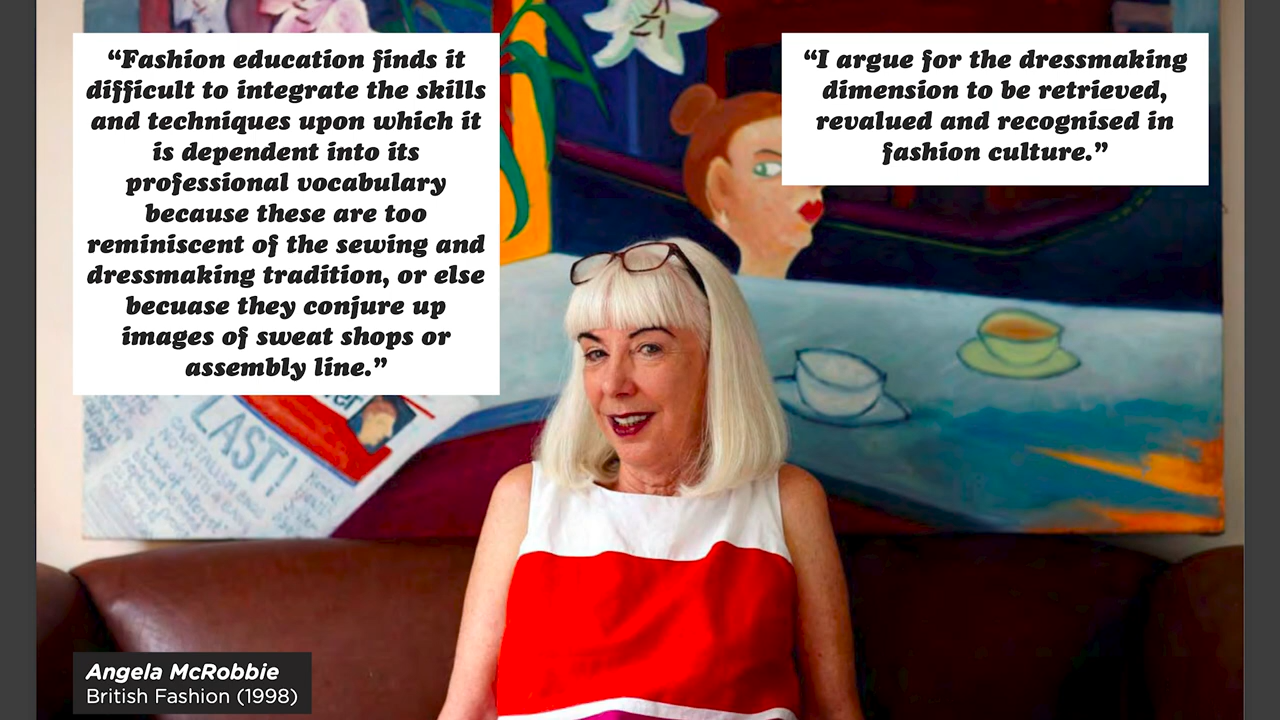 “Fashion education finds it
difficult to integrate the skills
and techniques upon which it
is dependent into its
professional vocabulary
because these are too
reminiscent of the sewing and
dressmaking tradition, or else
becuase they conjure up
images of sweat shops or
assembly line.”
“I argue for the dressmaking
dimension to be retrieved,
revalued and recognised in
fashion culture.”
LAST!
Angela McRobbie
British Fashion (1998)